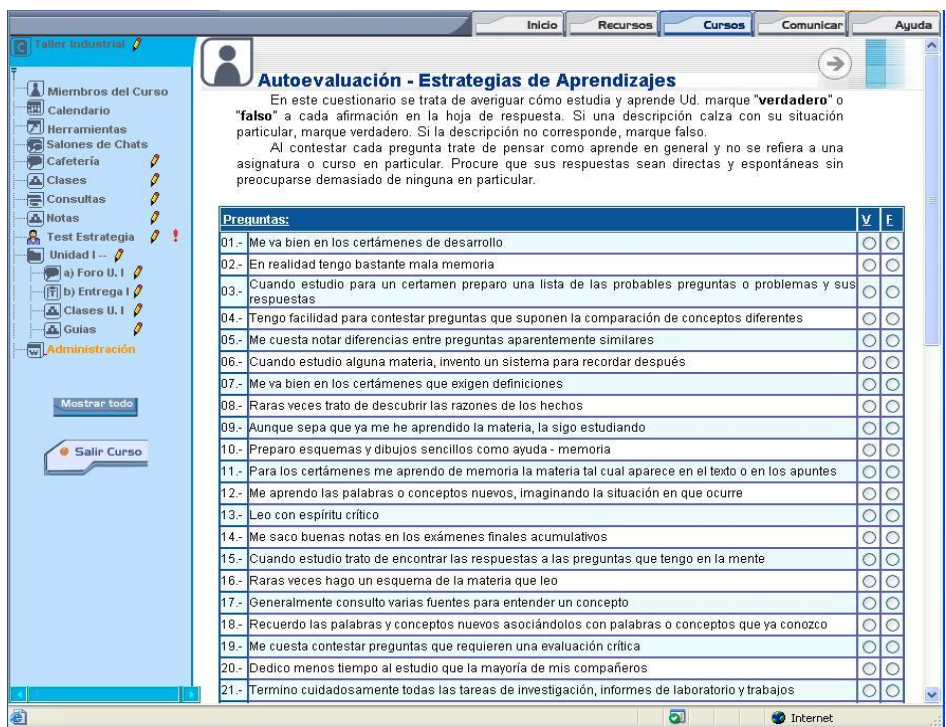 Inicio
Recursos
Cursos
Comunicar
Ayuda
Taller Industrial
Miembros del Curso
Calendario
Herramientas
Salones de Chats
Cafetería
Clases
Consultas
Notas
Test Estrategia
Unidad I --
a) Foro U. I
b) Entrega I
Clases U. I
Guias
Administración
Mostrar todo
Salir Curso
Autoevaluación - Estrategias de Aprendizajes
En este cuestionario se trata de averiguar cómo estudia y aprende Ud. marque "verdadero" o
"falso" a cada afirmación en la hoja de respuesta. Si una descripción calza con su situación
particular, marque verdadero. Si la descripción no corresponde, marque falso.
Al contestar cada pregunta trate de pensar como aprende en general y no se refiera a una
asignatura o curso en particular. Procure que sus respuestas sean directas y espontáneas sin
preocuparse demasiado de ninguna en particular.
Preguntas: V F
01.- Me va bien en los certámenes de desarrollo
02.- En realidad tengo bastante mala memoria
03.- Cuando estudio para un certamen preparo una lista de las probables preguntas o problemas y sus
respuestas
04.- Tengo facilidad para contestar preguntas que suponen la comparación de conceptos diferentes
05.- Me cuesta notar diferencias entre preguntas aparentemente similares
06.- Cuando estudio alguna materia, invento un sistema para recordar después
07.- Me va bien en los certámenes que exigen definiciones
08.- Raras veces trato de descubrir las razones de los hechos
09.- Aunque sepa que ya me he aprendido la materia, la sigo estudiando
10.- Preparo esquemas y dibujos sencillos como ayuda - memoria
11.- Para los certámenes me aprendo de memoria la materia tal cual aparece en el texto o en los apuntes
12.- Me aprendo las palabras o conceptos nuevos, imaginando la situación en que ocurre
13.- Leo con espíritu crítico
14.- Me saco buenas notas en los exámenes finales acumulativos
15.- Cuando estudio trato de encontrar las respuestas a las preguntas que tengo en la mente
16.- Raras veces hago un esquema de la materia que leo
17.- Generalmente consulto varias fuentes para entender un concepto
18.- Recuerdo las palabras y conceptos nuevos asociándolos con palabras o conceptos que ya conozco
19.- Me cuesta contestar preguntas que requieren una evaluación crítica
20.- Dedico menos tiempo al estudio que la mayoría de mis compañeros
21.- Termino cuidadosamente todas las tareas de investigación, informes de laboratorio y trabajos
Internet